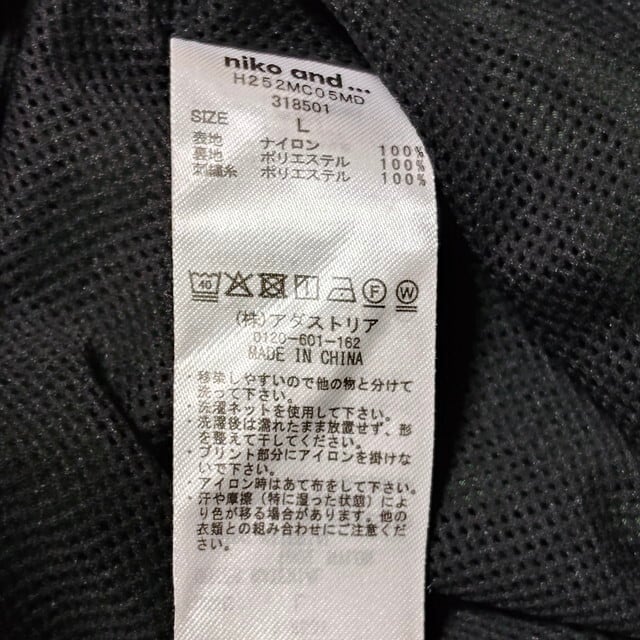 niko and ...
H252MC05MD
318501
SIZE L
表地 ナイロン 100%
裏地 ポリエステル 100%
刺繍糸 ポリエステル 100%
40 F W
(株)アダストリア
0120-601-162
MADE IN CHINA
・移染しやすいので他の物と分けて
洗って下さい。
・洗濯ネットを使用して下さい。
・洗濯後は濡れたまま放置せず、形
を整えて干してください。
・プリント部分にアイロンを掛けな
いで下さい。
・アイロン時はあて布をして下さい。
・汗や摩擦（特に湿った状態）によ
り色が移る場合があります。他の
衣類との組み合わせにご注意くだ
さい。